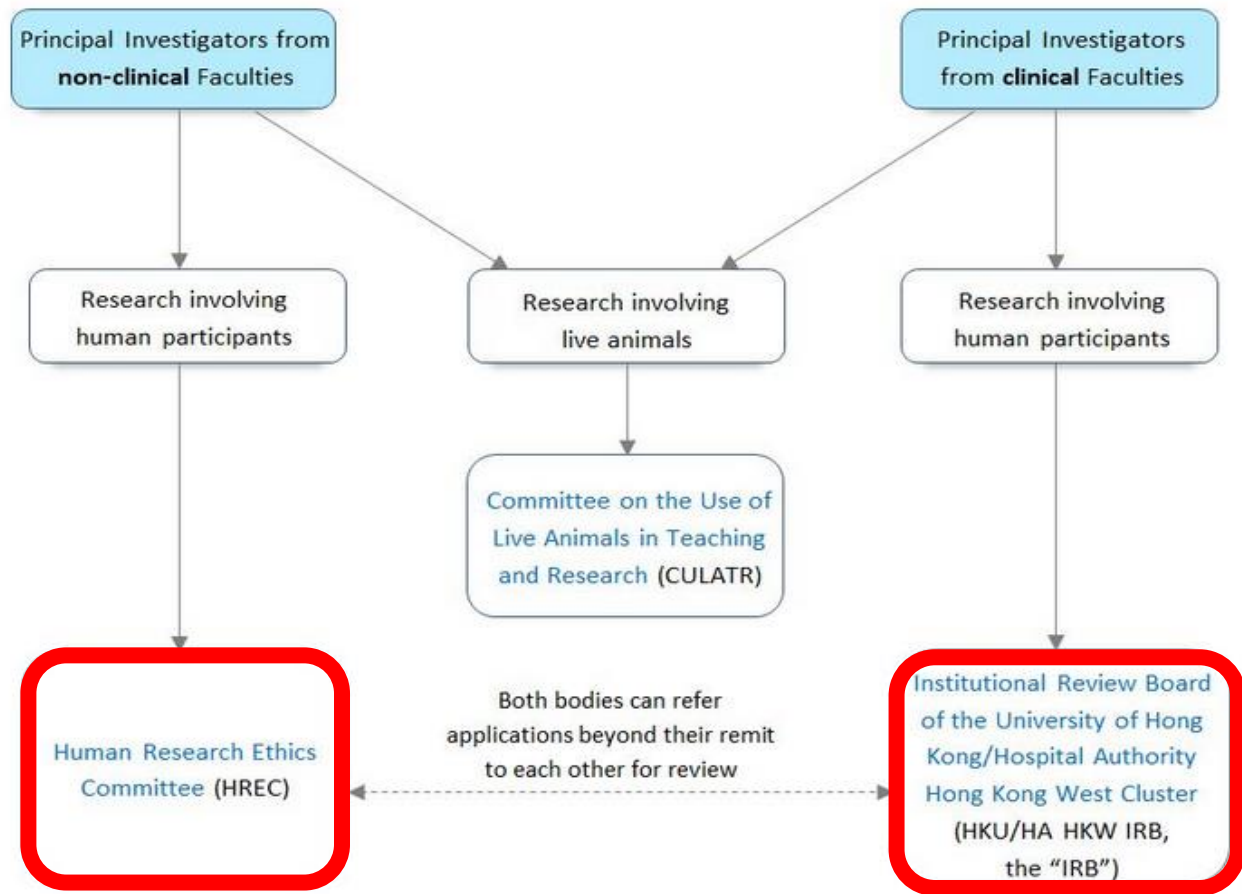 Principal Investigators from
non-clinical Faculties
Principal Investigators
from clinical Faculties
Research involving
human participants
Research involving
live animals
Research involving
human participants
Committee on the Use of
Live Animals in Teaching
and Research (CULATR)
Human Research Ethics
Committee (HREC)
Both bodies can refer
applications beyond their remit
to each other for review
Institutional Review Board
of the University of Hong
Kong/Hospital Authority
Hong Kong West Cluster
(HKU/HA HKW IRB,
the “IRB”)